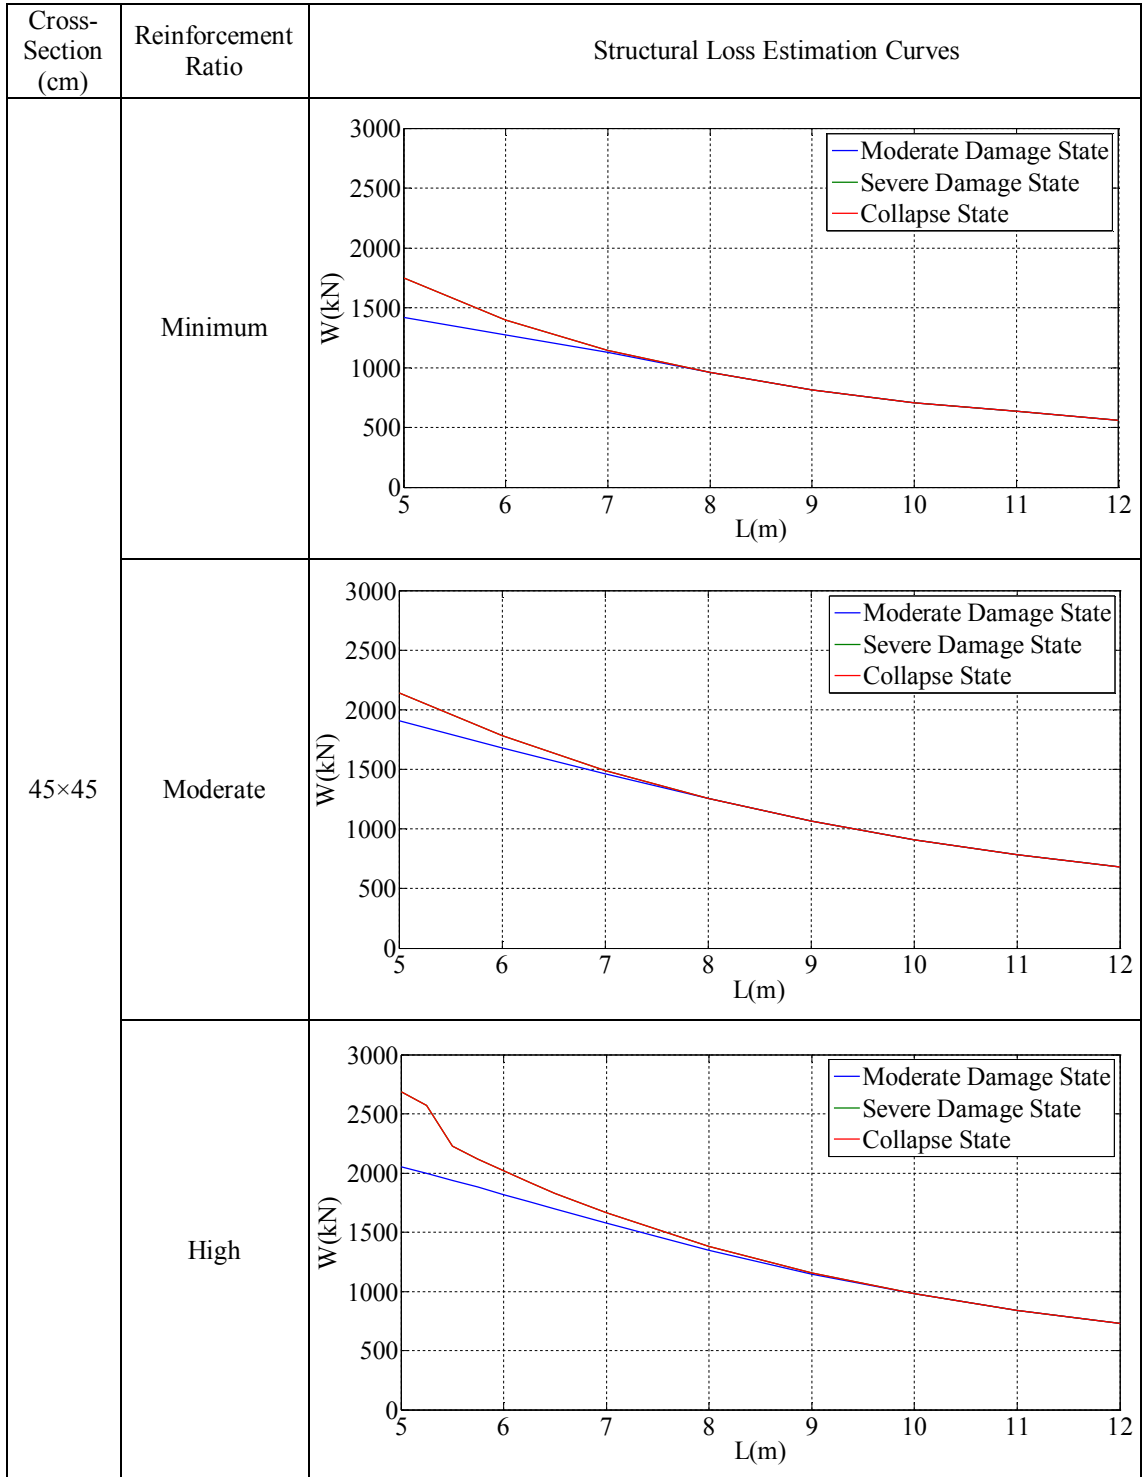 Cross-
Section
(cm)
Reinforcement
Ratio
Structural Loss Estimation Curves
45×45
Minimum
3000
2500
2000
1500
1000
500
0
W(kN)
Moderate Damage State
Severe Damage State
Collapse State
5 6 7 8 9 10 11 12
L(m)
Moderate
3000
2500
2000
1500
1000
500
0
W(kN)
Moderate Damage State
Severe Damage State
Collapse State
5 6 7 8 9 10 11 12
L(m)
High
3000
2500
2000
1500
1000
500
0
W(kN)
Moderate Damage State
Severe Damage State
Collapse State
5 6 7 8 9 10 11 12
L(m)